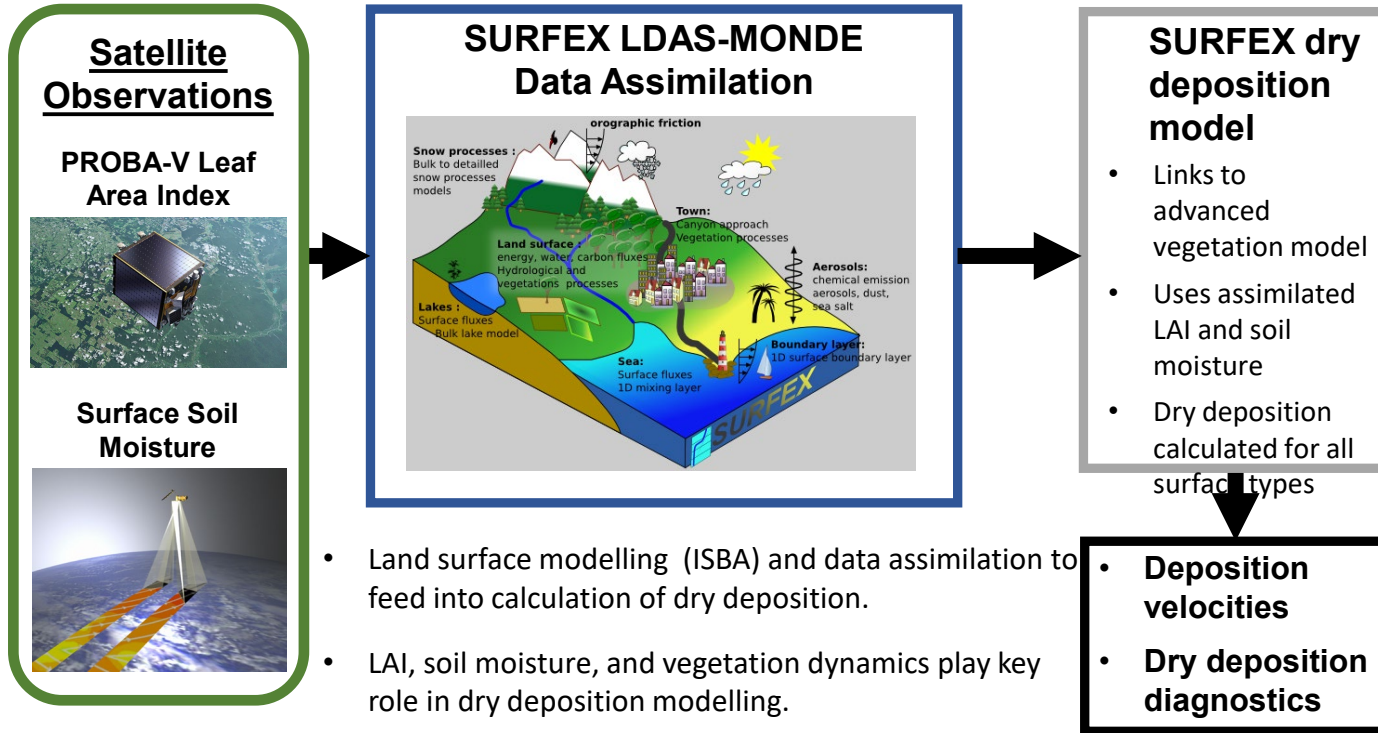 Satellite
Observations
PROBA-V Leaf
Area Index
Surface Soil
Moisture
SURFEX LDAS-MONDE
Data Assimilation
orographic friction
Snow processes :
Bulk to detailled
snow processes
models
Town:
Canyon approach
Vegetation processes
Land surface :
energy, water, carbon fluxes
Hydrological and
vegetations processes
Aerosols:
chemical emission
aerosols, dust,
sea salt
Lakes :
Surface fluxes
Bulk lake model
Boundary layer:
1D surface boundary layer
Sea:
Surface fluxes
1D mixing layer
SURFEX
• Land surface modelling (ISBA) and data assimilation to
feed into calculation of dry deposition.
• LAI, soil moisture, and vegetation dynamics play key
role in dry deposition modelling.
SURFEX dry
deposition
model
• Links to
advanced
vegetation model
• Uses assimilated
LAI and soil
moisture
• Dry deposition
calculated for all
surface types
• Deposition
velocities
• Dry deposition
diagnostics